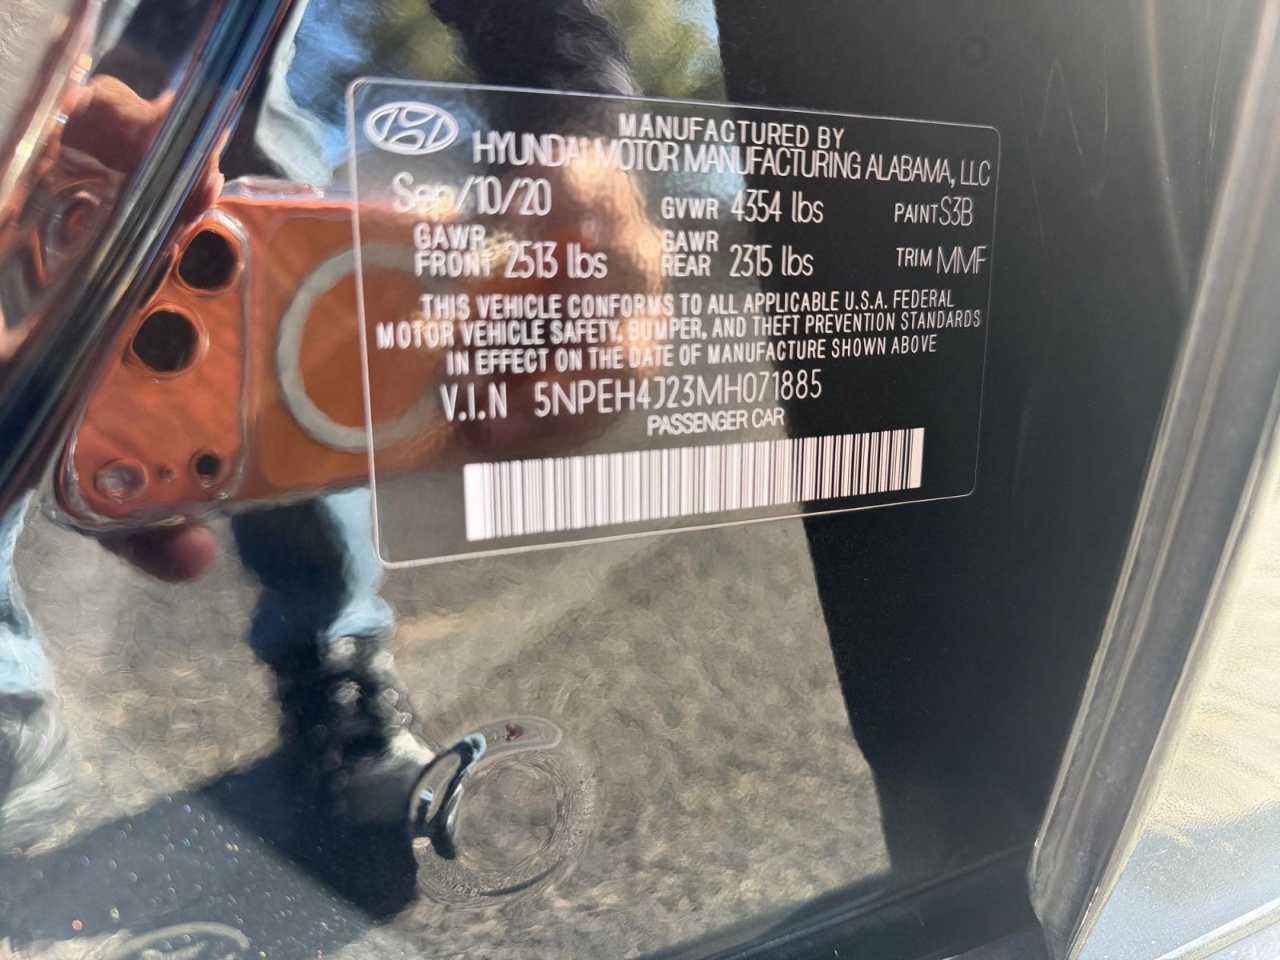 MANUFACTURED BY
HYUNDAI MOTOR MANUFACTURING ALABAMA, LLC
Sep/10/20 GVWR 4354 lbs PAINT S3B
GAWR FRONT 2513 lbs GAWR REAR 2315 lbs TRIM MMF
THIS VEHICLE CONFORMS TO ALL APPLICABLE U.S.A. FEDERAL
MOTOR VEHICLE SAFETY, BUMPER, AND THEFT PREVENTION STANDARDS
IN EFFECT ON THE DATE OF MANUFACTURE SHOWN ABOVE
V.I.N 5NPEH4J23MH071885
PASSENGER CAR